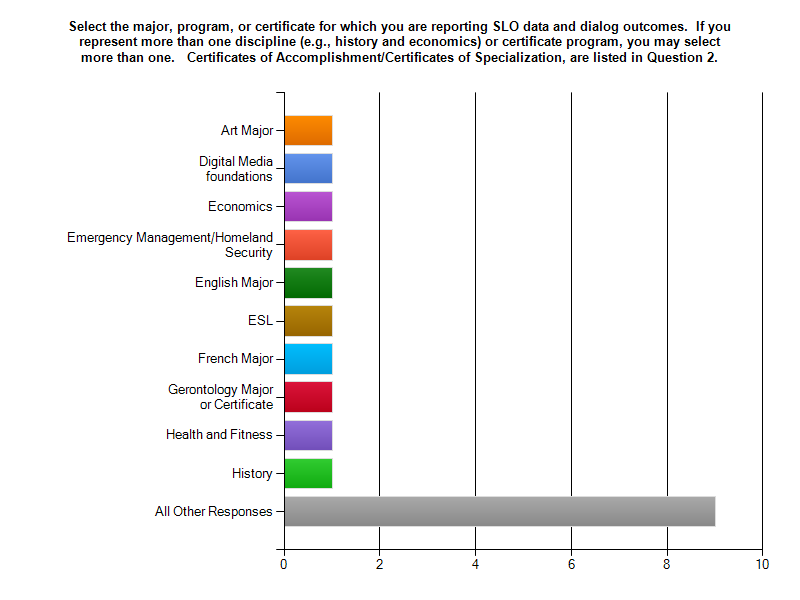 Select the major, program, or certificate for which you are reporting SLO data and dialog outcomes.  If you
represent more than one discipline (e.g., history and economics) or certificate program, you may select
more than one.   Certificates of Accomplishment/Certificates of Specialization, are listed in Question 2.
Art Major
Digital Media
foundations
Economics
Emergency Management/Homeland
Security
English Major
ESL
French Major
Gerontology Major
or Certificate
Health and Fitness
History
All Other Responses
0 2 4 6 8 10